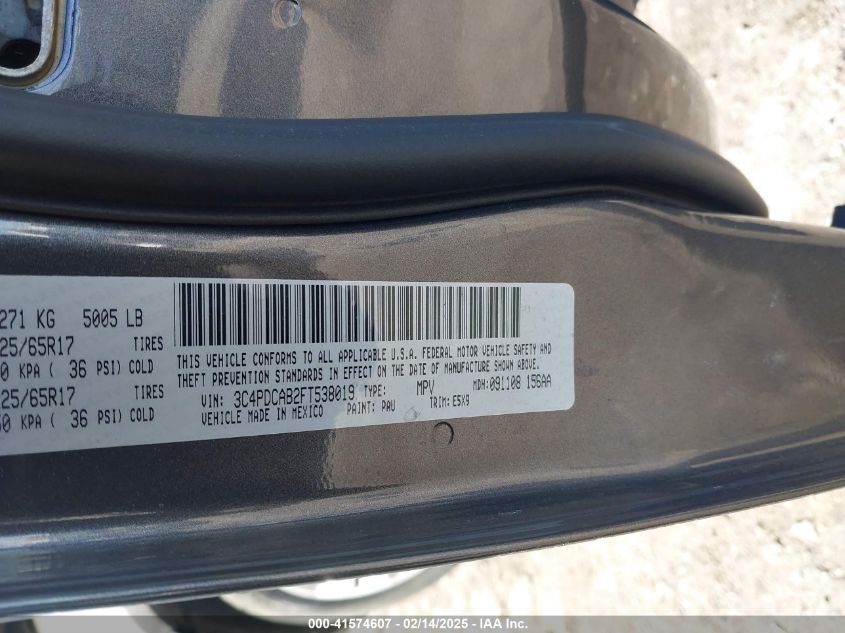 271 KG 5005 LB
25/65R17 TIRES
0 KPA ( 36 PSI) COLD
25/65R17 TIRES
50 KPA ( 36 PSI) COLD
THIS VEHICLE CONFORMS TO ALL APPLICABLE U.S.A. FEDERAL MOTOR VEHICLE SAFETY AND
THEFT PREVENTION STANDARDS IN EFFECT ON THE DATE OF MANUFACTURE SHOWN ABOVE.
VIN: 3C4PDCAB2FT538019 TYPE: MPV MDH: 091108 156AA
VEHICLE MADE IN MEXICO PAINT: PAU TRIM: E5X9
000-41574607 / 02/14/2025 - IAA Inc.